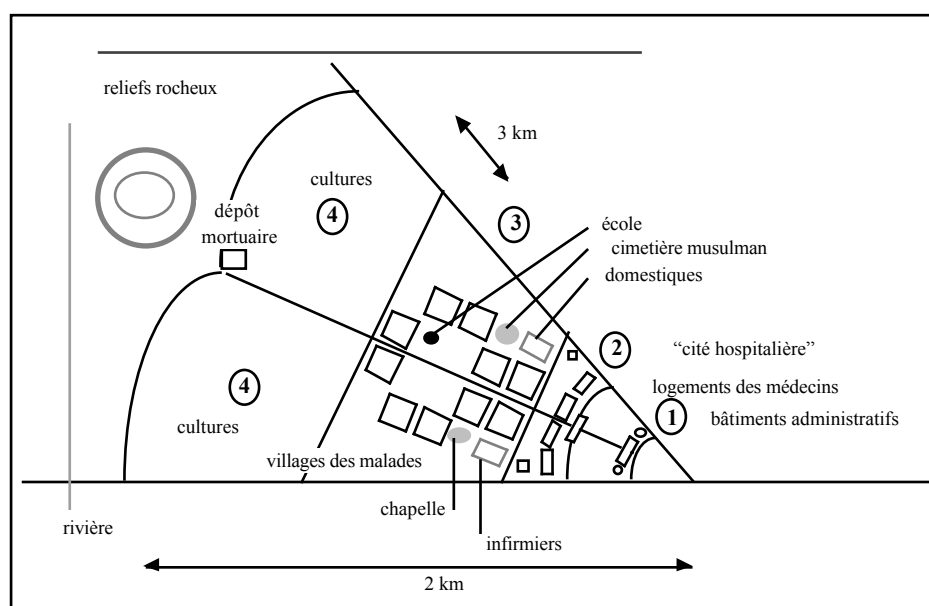 reliefs rocheux
3 km
cultures
4
3
dépôt
mortuaire
école
cimetière musulman
domestiques
2
“cité hospitalière”
4
logements des médecins
1
bâtiments administratifs
cultures
villages des malades
chapelle
rivière
infirmiers
2 km